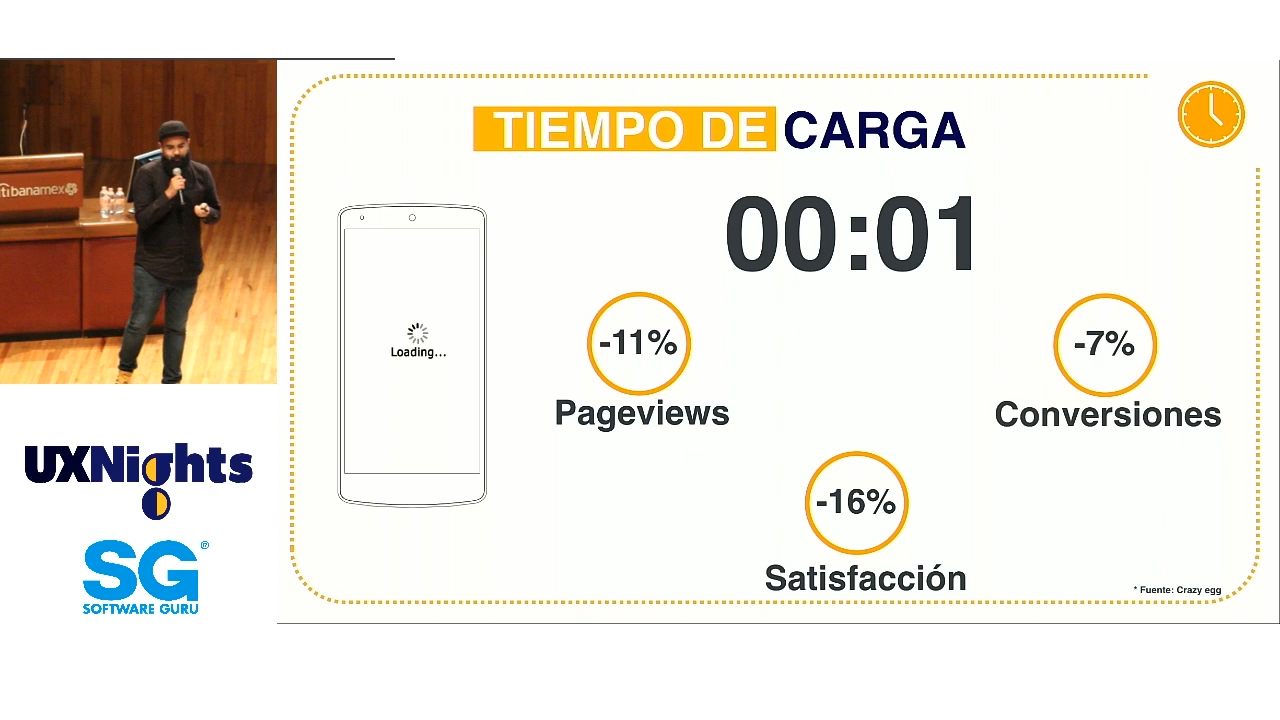 TIEMPO DE CARGA
00:01
Loading...
-11%
Pageviews
-7%
Conversiones
-16%
Satisfacción
* Fuente: Crazy egg
tibanamex
UXNights
SG®
SOFTWARE GURU